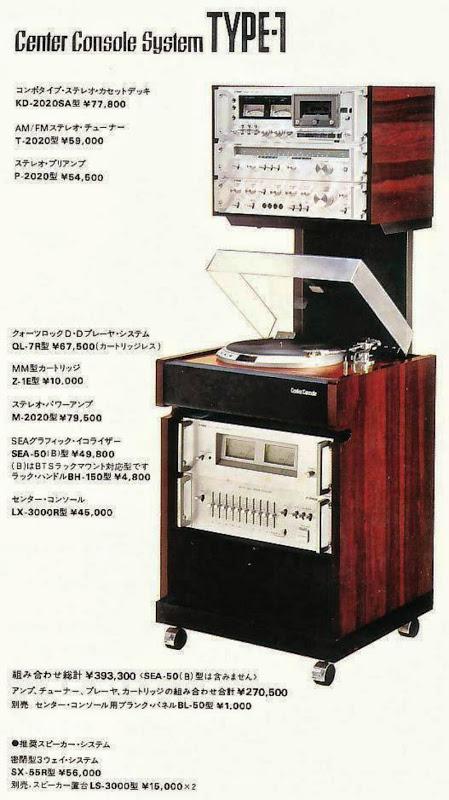 Center Console System TYPE-1
コンポタイプ・ステレオ・カセットデッキ
KD-2020SA型 ¥77,800
AM/FMステレオ・チューナー
T-2020型 ¥59,000
ステレオ・プリアンプ
P-2020型 ¥54,500
クォーツロックD・Dプレーヤ・システム
QL-7R型 ¥67,500(カートリッジレス)
MM型カートリッジ
Z-1E型 ¥10,000
ステレオ・パワーアンプ
M-2020型 ¥79,500
SEAグラフィック・イコライザー
SEA-50(B)型 ¥49,800
(B)はBTSラックマウント対応型です
ラック・ハンドルBH-150型 ¥4,800
センター・コンソール
LX-3000R型 ¥45,000
Center Console
組み合わせ総計 ¥393,300〈SEA-50(B)型は含みません〉
アンプ、チューナー、プレーヤ、カートリッジの組み合わせ合計 ¥270,500
別売 センター・コンソール用ブランク・パネルBL-50型 ¥1,000
●推奨スピーカー・システム
密閉型3ウェイ・システム
SX-55R型 ¥56,000
別売、スピーカー置台LS-3000型 ¥15,000×2